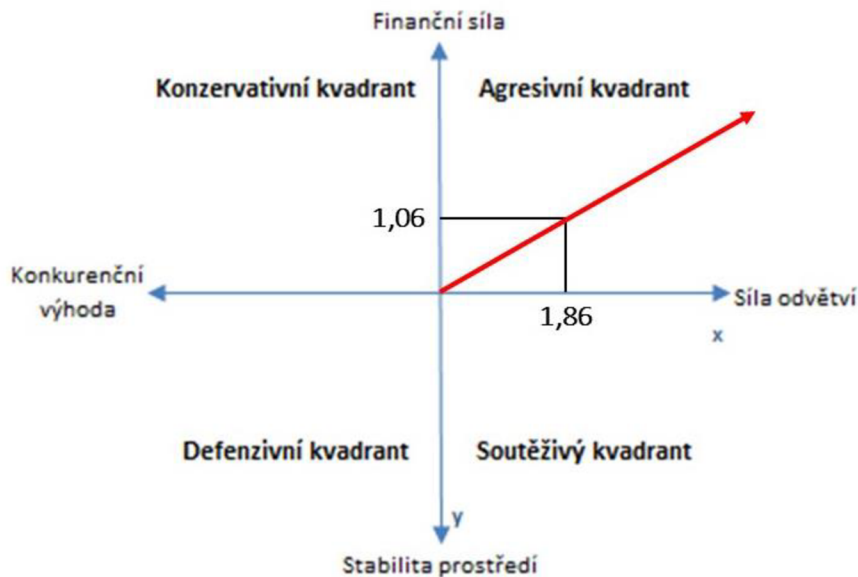 Finanční síla
Konzervativní kvadrant
Agresivní kvadrant
1,06
Konkurenční
výhoda
Síla odvětví
1,86
x
Defenzivní kvadrant
Soutěživý kvadrant
y
Stabilita prostředí